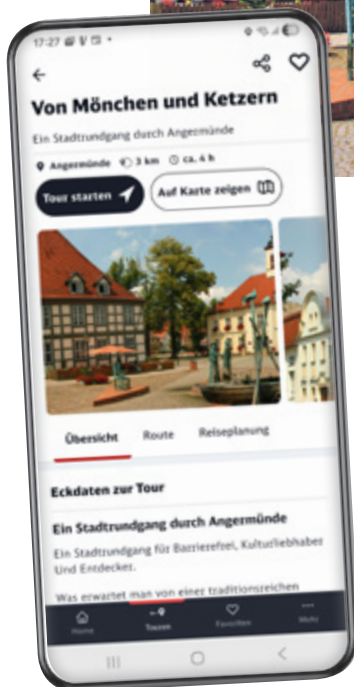 17:27
Von Mönchen und Ketzern
Ein Stadtrundgang durch Angermünde
Angermünde 3 km ca. 4 h
Tour starten Auf Karte zeigen
Übersicht Route Reiseplanung
Eckdaten zur Tour
Ein Stadtrundgang durch Angermünde
Ein Stadtrundgang für Barrierefrei, Kulturliebhaber
Und Entdecker.
Was erwartet man von einer traditionsreichen
Home Touren Favoriten Mehr